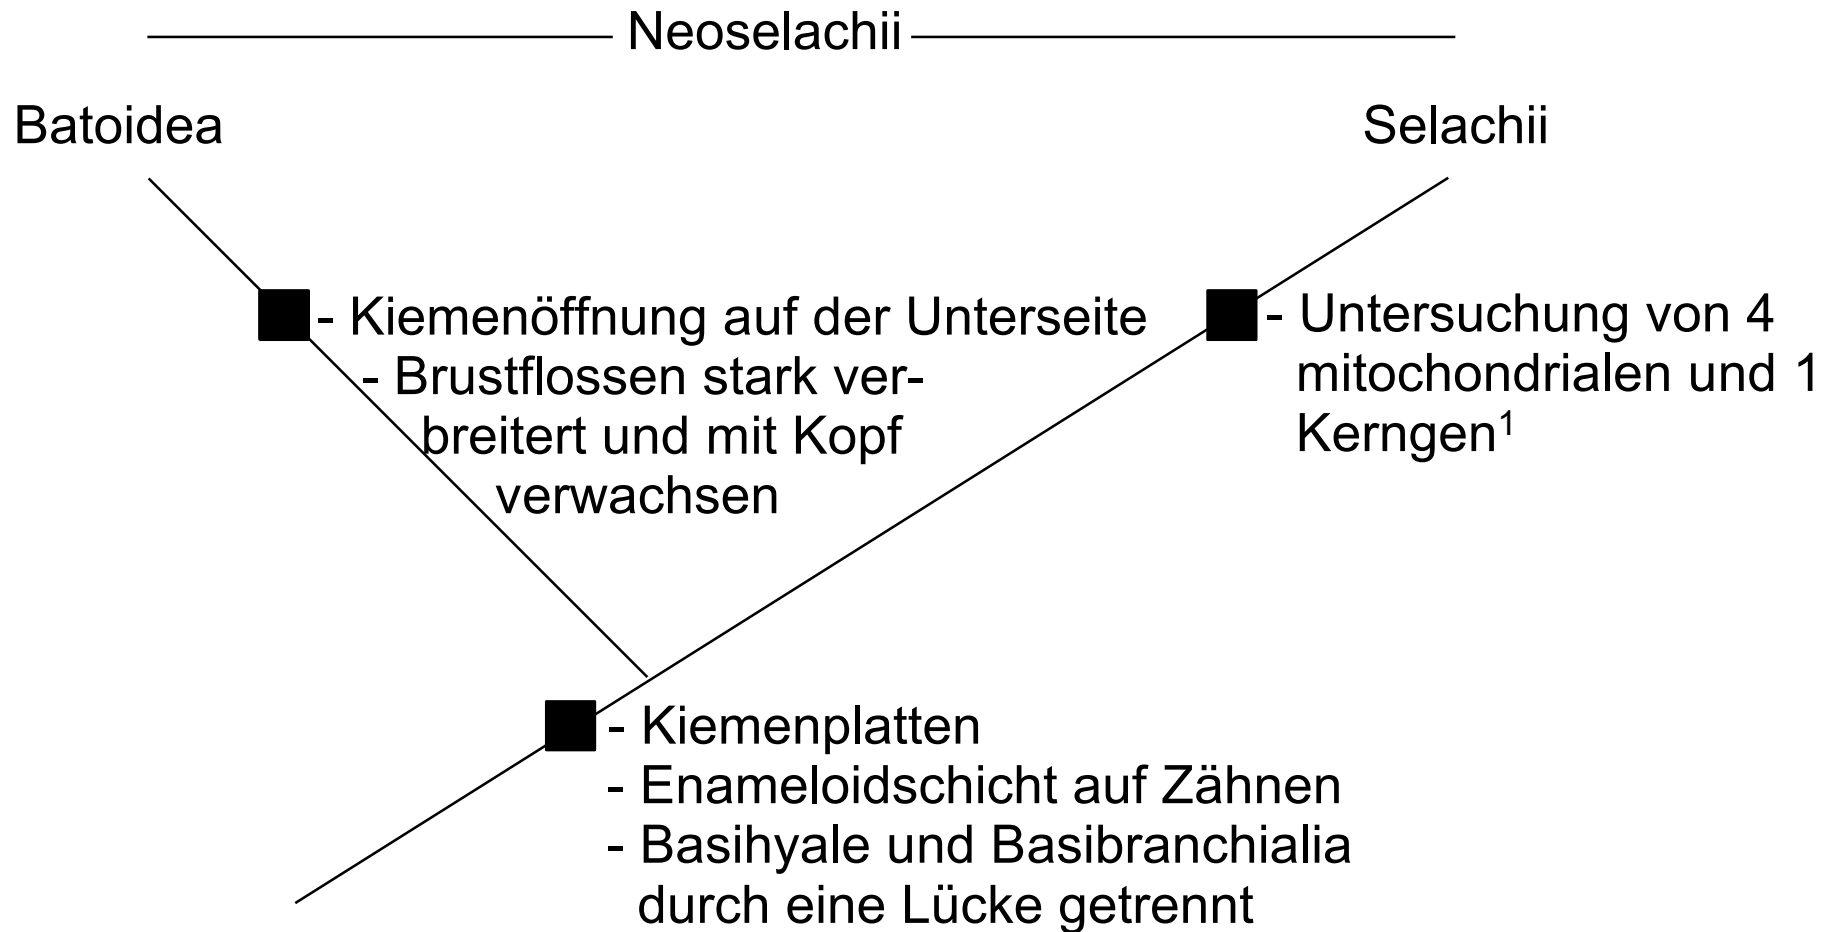 Neoselachii
Batoidea
Selachii
- Kiemenöffnung auf der Unterseite
- Brustflossen stark ver-
breitert und mit Kopf
verwachsen
- Untersuchung von 4
mitochondrialen und 1
Kerngen¹
- Kiemenplatten
- Enameloidschicht auf Zähnen
- Basihyale und Basibranchialia
durch eine Lücke getrennt